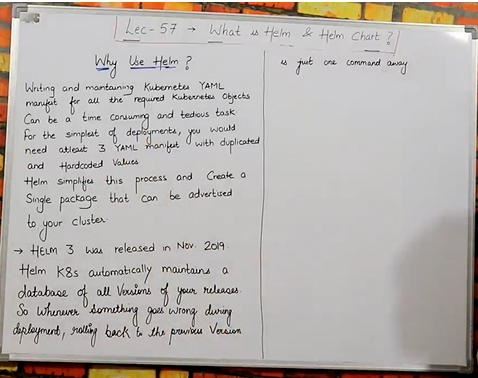 Lec-57 → What is Helm & Helm Chart?
Why Use Helm?
Writing and maintaining Kubernetes YAML
manifest for all the required Kubernetes Objects
Can be a time consuming and tedious task
For the simplest of deployments, you would
need atleast 3 YAML manifest with duplicated
and Hardcoded Values
Helm simplifies this process and Create a
Single package that can be advertised
to your cluster.
→ HELM 3 was released in Nov. 2019.
Helm K8s automatically maintains a
database of all Versions of your releases.
So Whenever something goes wrong during
deployment, rolling back to the previous Version
is just one command away